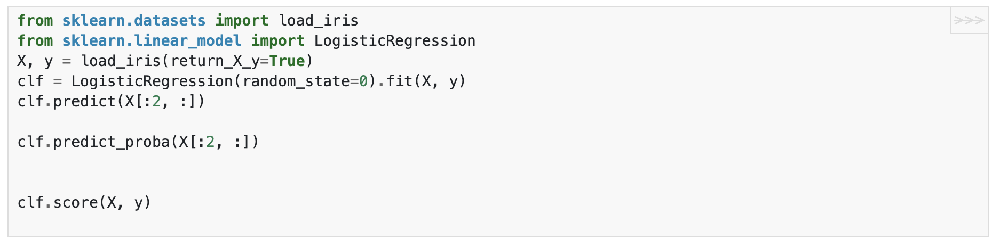 from sklearn.datasets import load_iris
>>>
from sklearn.linear_model import LogisticRegression
X, y = load_iris(return_X_y=True)
clf = LogisticRegression(random_state=0).fit(X, y)
clf.predict(X[:2, :])
clf.predict_proba(X[:2, :])
clf.score(X, y)